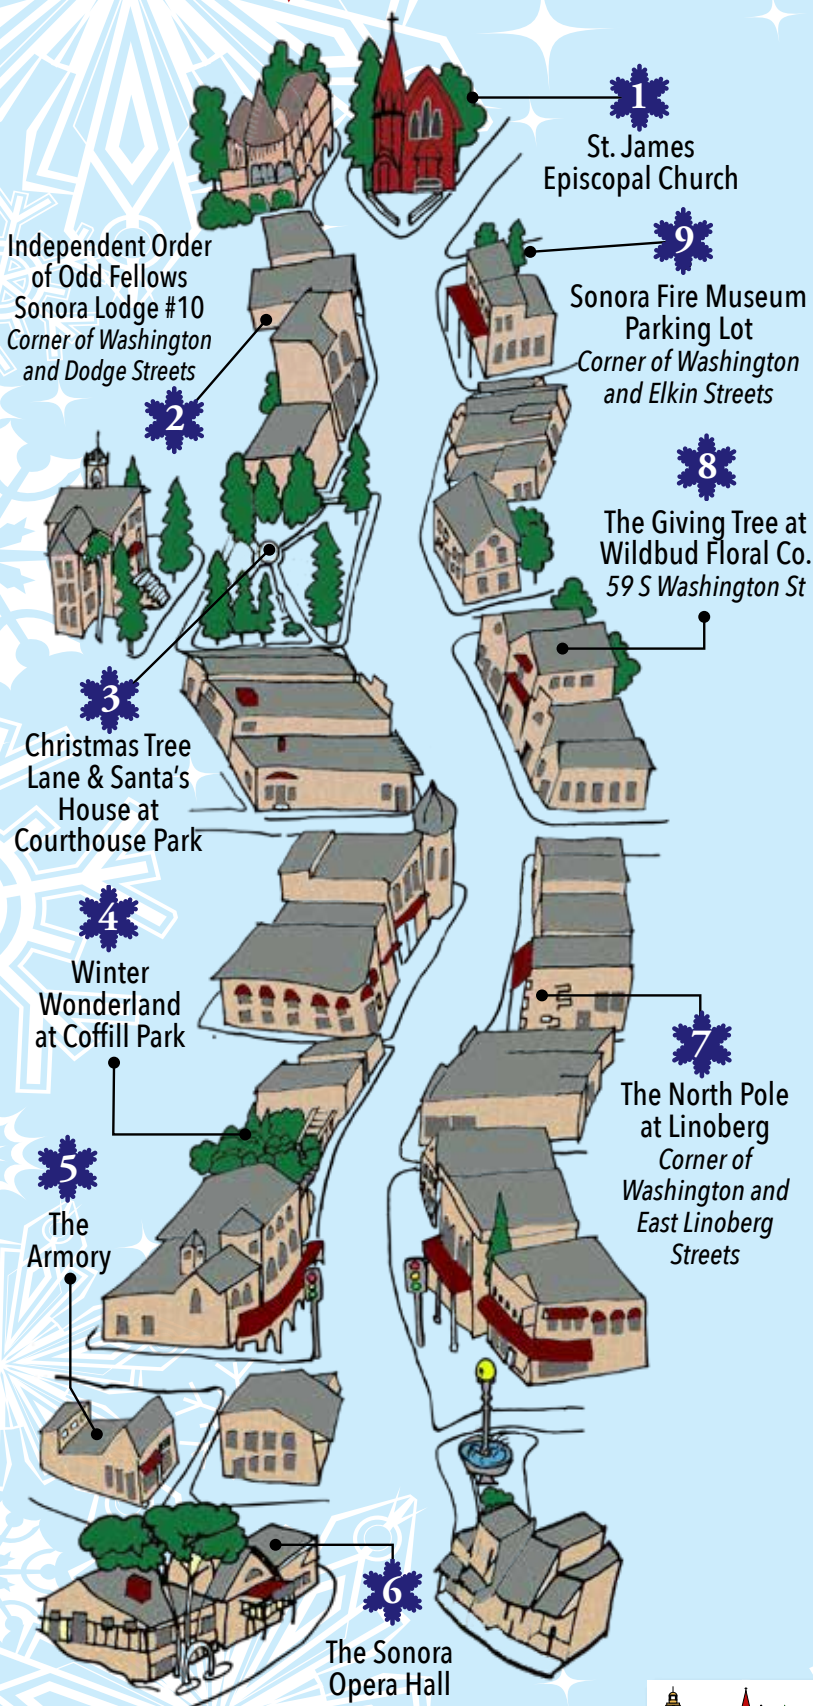 1
St. James
Episcopal Church
9
Sonora Fire Museum
Parking Lot
Corner of Washington
and Elkin Streets
Independent Order
of Odd Fellows
Sonora Lodge #10
Corner of Washington
and Dodge Streets
2
8
The Giving Tree at
Wildbud Floral Co.
59 S Washington St
3
Christmas Tree
Lane & Santa's
House at
Courthouse Park
4
Winter
Wonderland
at Coffill Park
7
The North Pole
at Linoberg
Corner of
Washington and
East Linoberg
Streets
5
The
Armory
6
The Sonora
Opera Hall